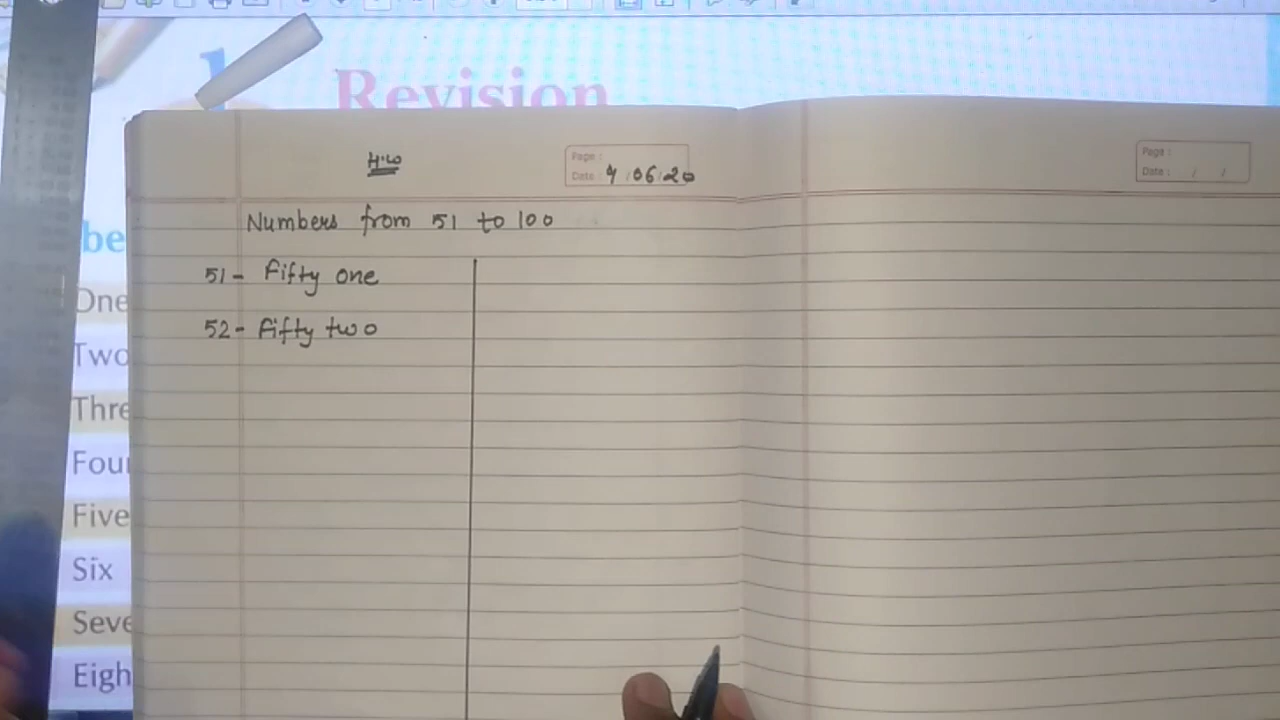 Revision
H.W
Page :
Date : 4/06/20
Page :
Date : / /
Numbers from 51 to 100
51- Fifty one
52- Fifty two
be
One
Two
Thre
Four
Five
Six
Seve
Eigh